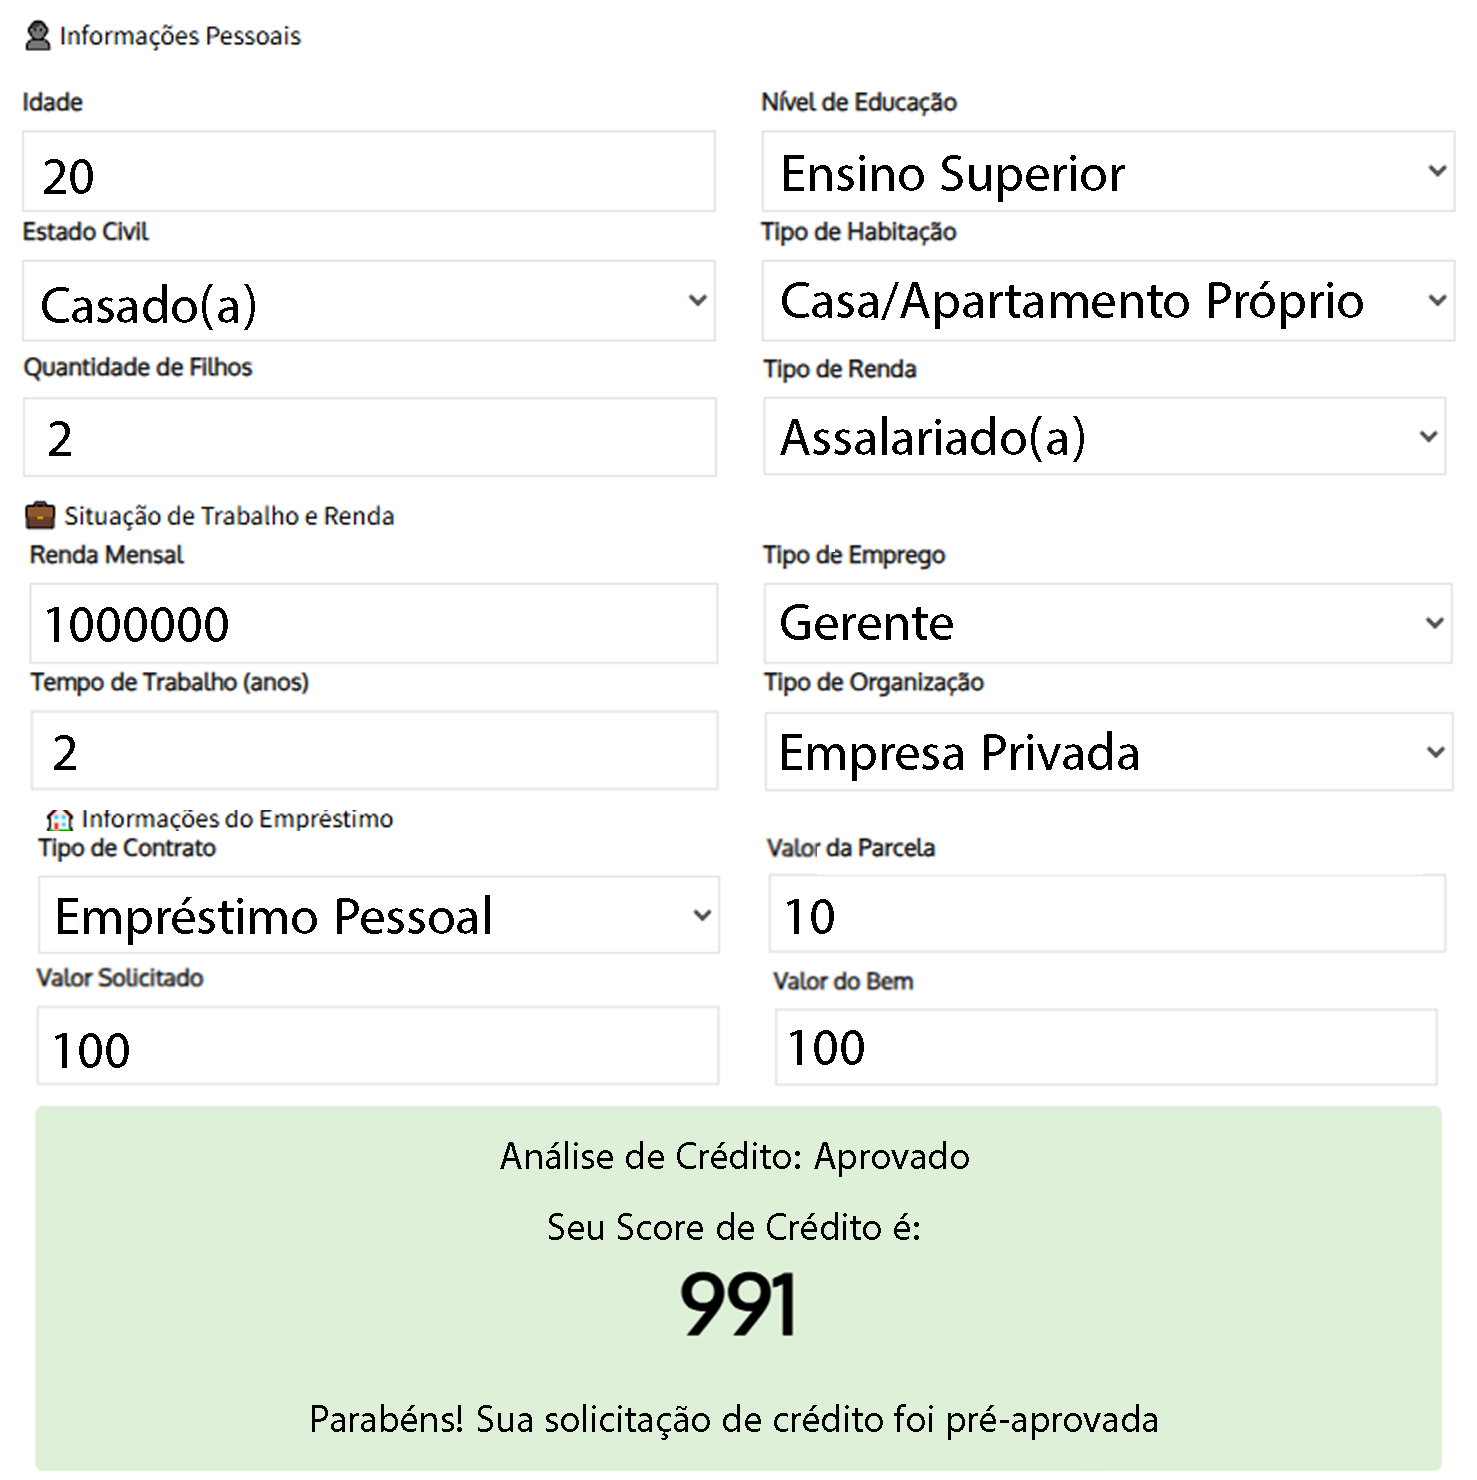 Informações Pessoais
Idade
Nível de Educação
20
Ensino Superior
Estado Civil
Tipo de Habitação
Casado(a)
Casa/Apartamento Próprio
Quantidade de Filhos
Tipo de Renda
2
Assalariado(a)
Situação de Trabalho e Renda
Renda Mensal
Tipo de Emprego
1000000
Gerente
Tempo de Trabalho (anos)
Tipo de Organização
2
Empresa Privada
Informações do Empréstimo
Tipo de Contrato
Valor da Parcela
Empréstimo Pessoal
10
Valor Solicitado
Valor do Bem
100
100
Análise de Crédito: Aprovado
Seu Score de Crédito é:
991
Parabéns! Sua solicitação de crédito foi pré-aprovada